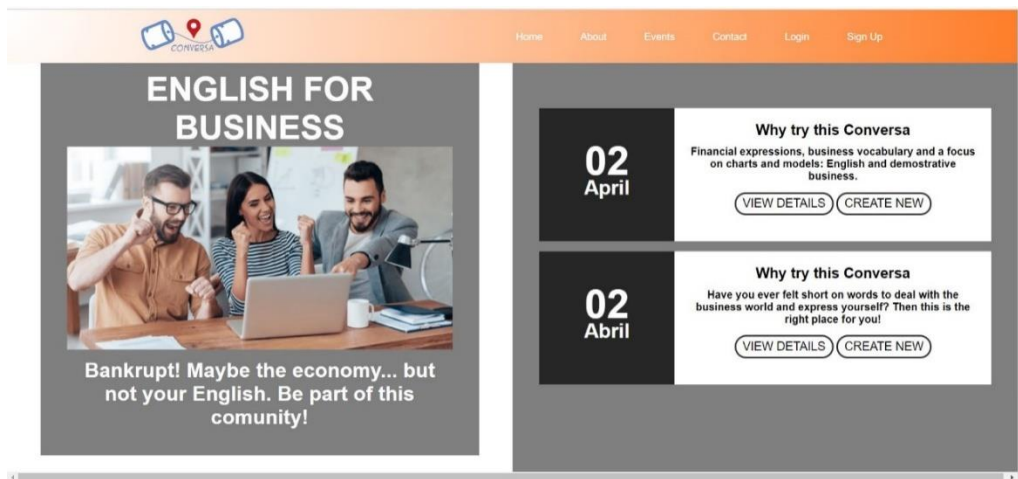 CONVERSA
Home About Events Contact Login Sign Up
ENGLISH FOR
BUSINESS
Bankrupt! Maybe the economy... but
not your English. Be part of this
comunity!
02
April
Why try this Conversa
Financial expressions, business vocabulary and a focus
on charts and models: English and demostrative
business.
VIEW DETAILS CREATE NEW
02
Abril
Why try this Conversa
Have you ever felt short on words to deal with the
business world and express yourself? Then this is the
right place for you!
VIEW DETAILS CREATE NEW